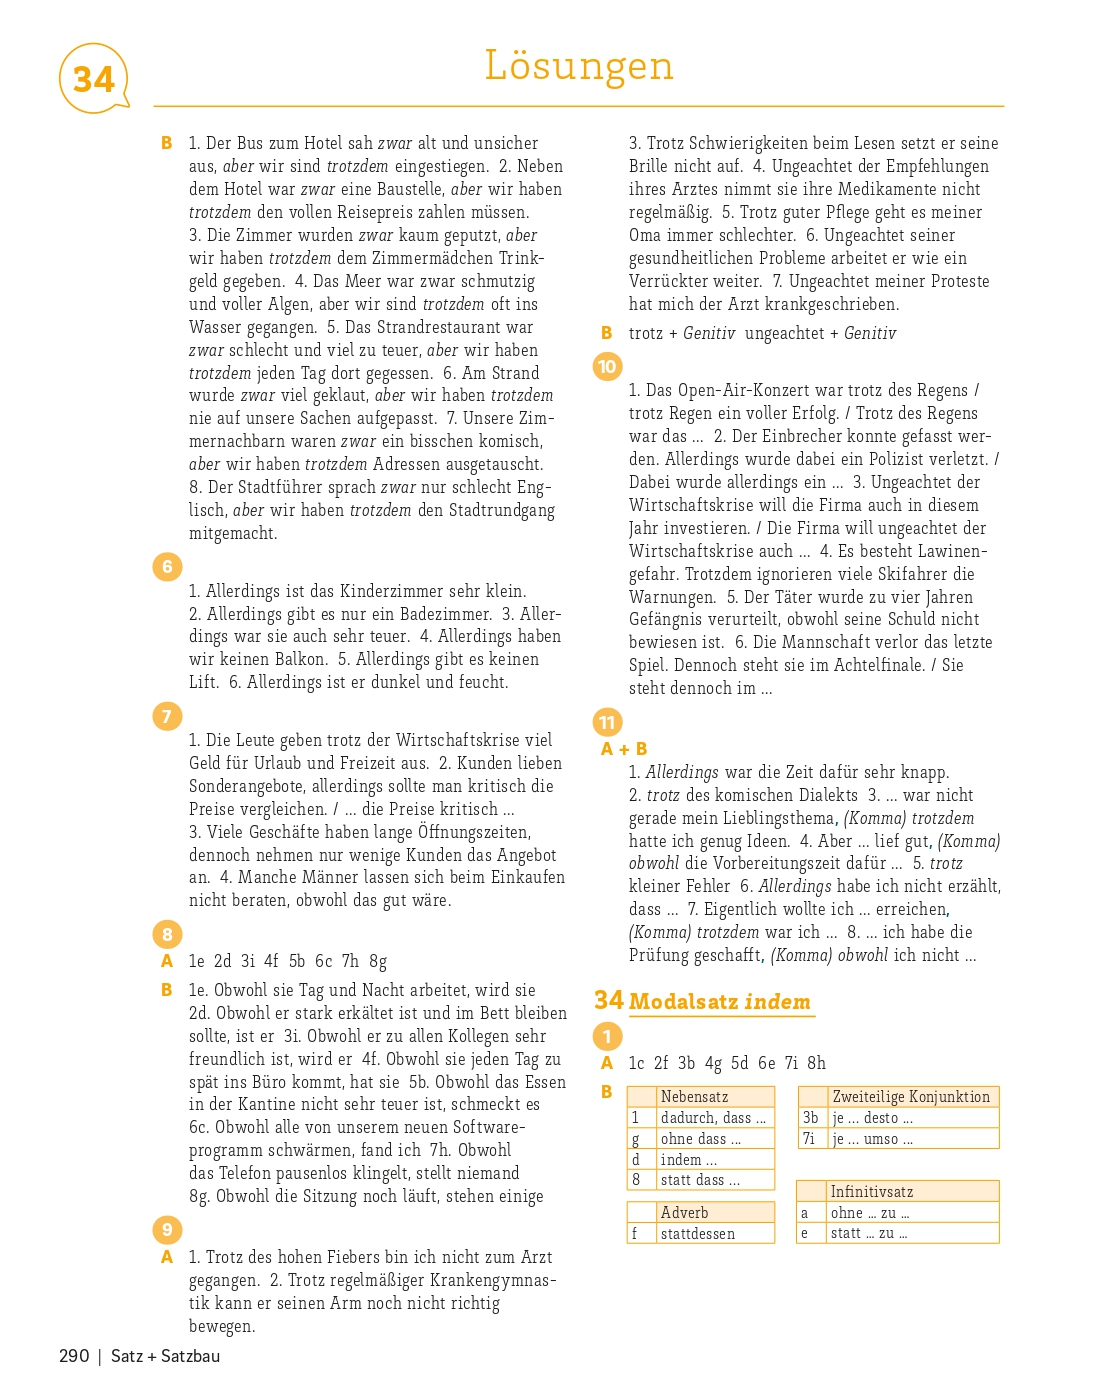 34
Lösungen
B 1. Der Bus zum Hotel sah zwar alt und unsicher
aus, aber wir sind trotzdem eingestiegen. 2. Neben
dem Hotel war zwar eine Baustelle, aber wir haben
trotzdem den vollen Reisepreis zahlen müssen.
3. Die Zimmer wurden zwar kaum geputzt, aber
wir haben trotzdem dem Zimmermädchen Trink-
geld gegeben. 4. Das Meer war zwar schmutzig
und voller Algen, aber wir sind trotzdem oft ins
Wasser gegangen. 5. Das Strandrestaurant war
zwar schlecht und viel zu teuer, aber wir haben
trotzdem jeden Tag dort gegessen. 6. Am Strand
wurde zwar viel geklaut, aber wir haben trotzdem
nie auf unsere Sachen aufgepasst. 7. Unsere Zim-
mernachbarn waren zwar ein bisschen komisch,
aber wir haben trotzdem Adressen ausgetauscht.
8. Der Stadtführer sprach zwar nur schlecht Eng-
lisch, aber wir haben trotzdem den Stadtrundgang
mitgemacht.
6
1. Allerdings ist das Kinderzimmer sehr klein.
2. Allerdings gibt es nur ein Badezimmer. 3. Aller-
dings war sie auch sehr teuer. 4. Allerdings haben
wir keinen Balkon. 5. Allerdings gibt es keinen
Lift. 6. Allerdings ist er dunkel und feucht.
7
1. Die Leute geben trotz der Wirtschaftskrise viel
Geld für Urlaub und Freizeit aus. 2. Kunden lieben
Sonderangebote, allerdings sollte man kritisch die
Preise vergleichen. / ... die Preise kritisch ...
3. Viele Geschäfte haben lange Öffnungszeiten,
dennoch nehmen nur wenige Kunden das Angebot
an. 4. Manche Männer lassen sich beim Einkaufen
nicht beraten, obwohl das gut wäre.
8
A 1e 2d 3i 4f 5b 6c 7h 8g
B 1e. Obwohl sie Tag und Nacht arbeitet, wird sie
2d. Obwohl er stark erkältet ist und im Bett bleiben
sollte, ist er 3i. Obwohl er zu allen Kollegen sehr
freundlich ist, wird er 4f. Obwohl sie jeden Tag zu
spät ins Büro kommt, hat sie 5b. Obwohl das Essen
in der Kantine nicht sehr teuer ist, schmeckt es
6c. Obwohl alle von unserem neuen Software-
programm schwärmen, fand ich 7h. Obwohl
das Telefon pausenlos klingelt, stellt niemand
8g. Obwohl die Sitzung noch läuft, stehen einige
9
A 1. Trotz des hohen Fiebers bin ich nicht zum Arzt
gegangen. 2. Trotz regelmäßiger Krankengymnas-
tik kann er seinen Arm noch nicht richtig
bewegen.
3. Trotz Schwierigkeiten beim Lesen setzt er seine
Brille nicht auf. 4. Ungeachtet der Empfehlungen
ihres Arztes nimmt sie ihre Medikamente nicht
regelmäßig. 5. Trotz guter Pflege geht es meiner
Oma immer schlechter. 6. Ungeachtet seiner
gesundheitlichen Probleme arbeitet er wie ein
Verrückter weiter. 7. Ungeachtet meiner Proteste
hat mich der Arzt krankgeschrieben.
B trotz + Genitiv ungeachtet + Genitiv
10
1. Das Open-Air-Konzert war trotz des Regens /
trotz Regen ein voller Erfolg. / Trotz des Regens
war das ... 2. Der Einbrecher konnte gefasst wer-
den. Allerdings wurde dabei ein Polizist verletzt. /
Dabei wurde allerdings ein ... 3. Ungeachtet der
Wirtschaftskrise will die Firma auch in diesem
Jahr investieren. / Die Firma will ungeachtet der
Wirtschaftskrise auch ... 4. Es besteht Lawinen-
gefahr. Trotzdem ignorieren viele Skifahrer die
Warnungen. 5. Der Täter wurde zu vier Jahren
Gefängnis verurteilt, obwohl seine Schuld nicht
bewiesen ist. 6. Die Mannschaft verlor das letzte
Spiel. Dennoch steht sie im Achtelfinale. / Sie
steht dennoch im ...
11
A + B
1. Allerdings war die Zeit dafür sehr knapp.
2. trotz des komischen Dialekts 3. ... war nicht
gerade mein Lieblingsthema, (Komma) trotzdem
hatte ich genug Ideen. 4. Aber ... lief gut, (Komma)
obwohl die Vorbereitungszeit dafür ... 5. trotz
kleiner Fehler 6. Allerdings habe ich nicht erzählt,
dass ... 7. Eigentlich wollte ich ... erreichen,
(Komma) trotzdem war ich ... 8. ... ich habe die
Prüfung geschafft, (Komma) obwohl ich nicht ...
34 Modalsatz indem
1
A 1c 2f 3b 4g 5d 6e 7i 8h
B
Nebensatz
1 dadurch, dass ...
g ohne dass ...
d indem ...
8 statt dass ...
Adverb
f stattdessen
Zweiteilige Konjunktion
3b je ... desto ...
7i je ... umso ...
Infinitivsatz
a ohne ... zu ...
e statt ... zu ...
290 | Satz + Satzbau